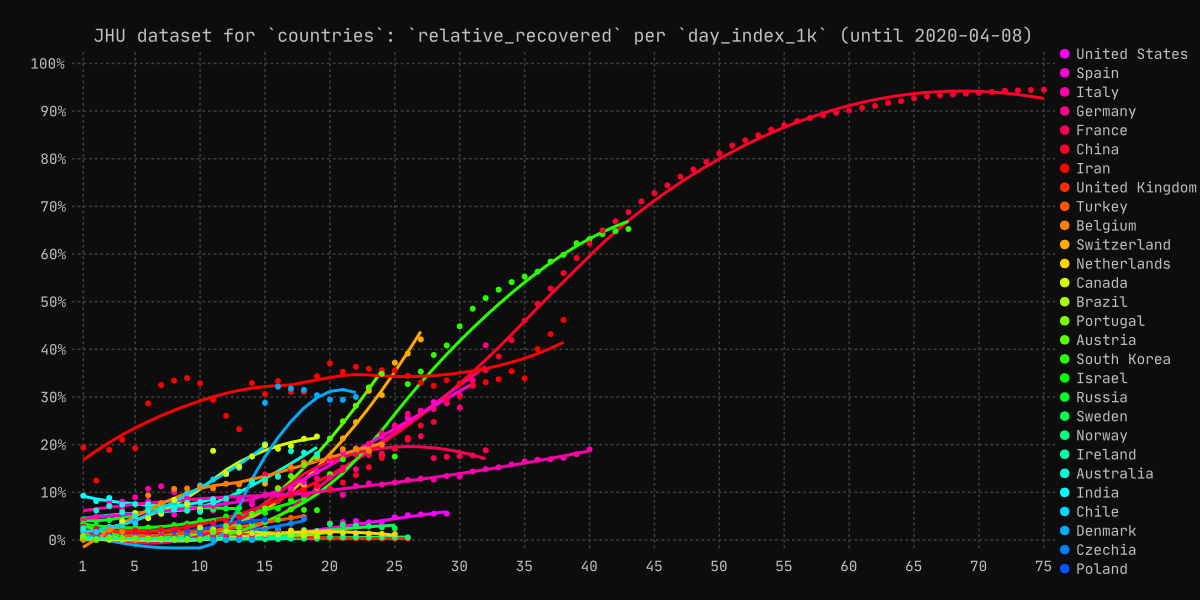 JHU dataset for `countries`: `relative_recovered` per `day_index_1k` (until 2020-04-08)
100%
90%
80%
70%
60%
50%
40%
30%
20%
10%
0%
1 5 10 15 20 25 30 35 40 45 50 55 60 65 70 75
United States
Spain
Italy
Germany
France
China
Iran
United Kingdom
Turkey
Belgium
Switzerland
Netherlands
Canada
Brazil
Portugal
Austria
South Korea
Israel
Russia
Sweden
Norway
Ireland
Australia
India
Chile
Denmark
Czechia
Poland